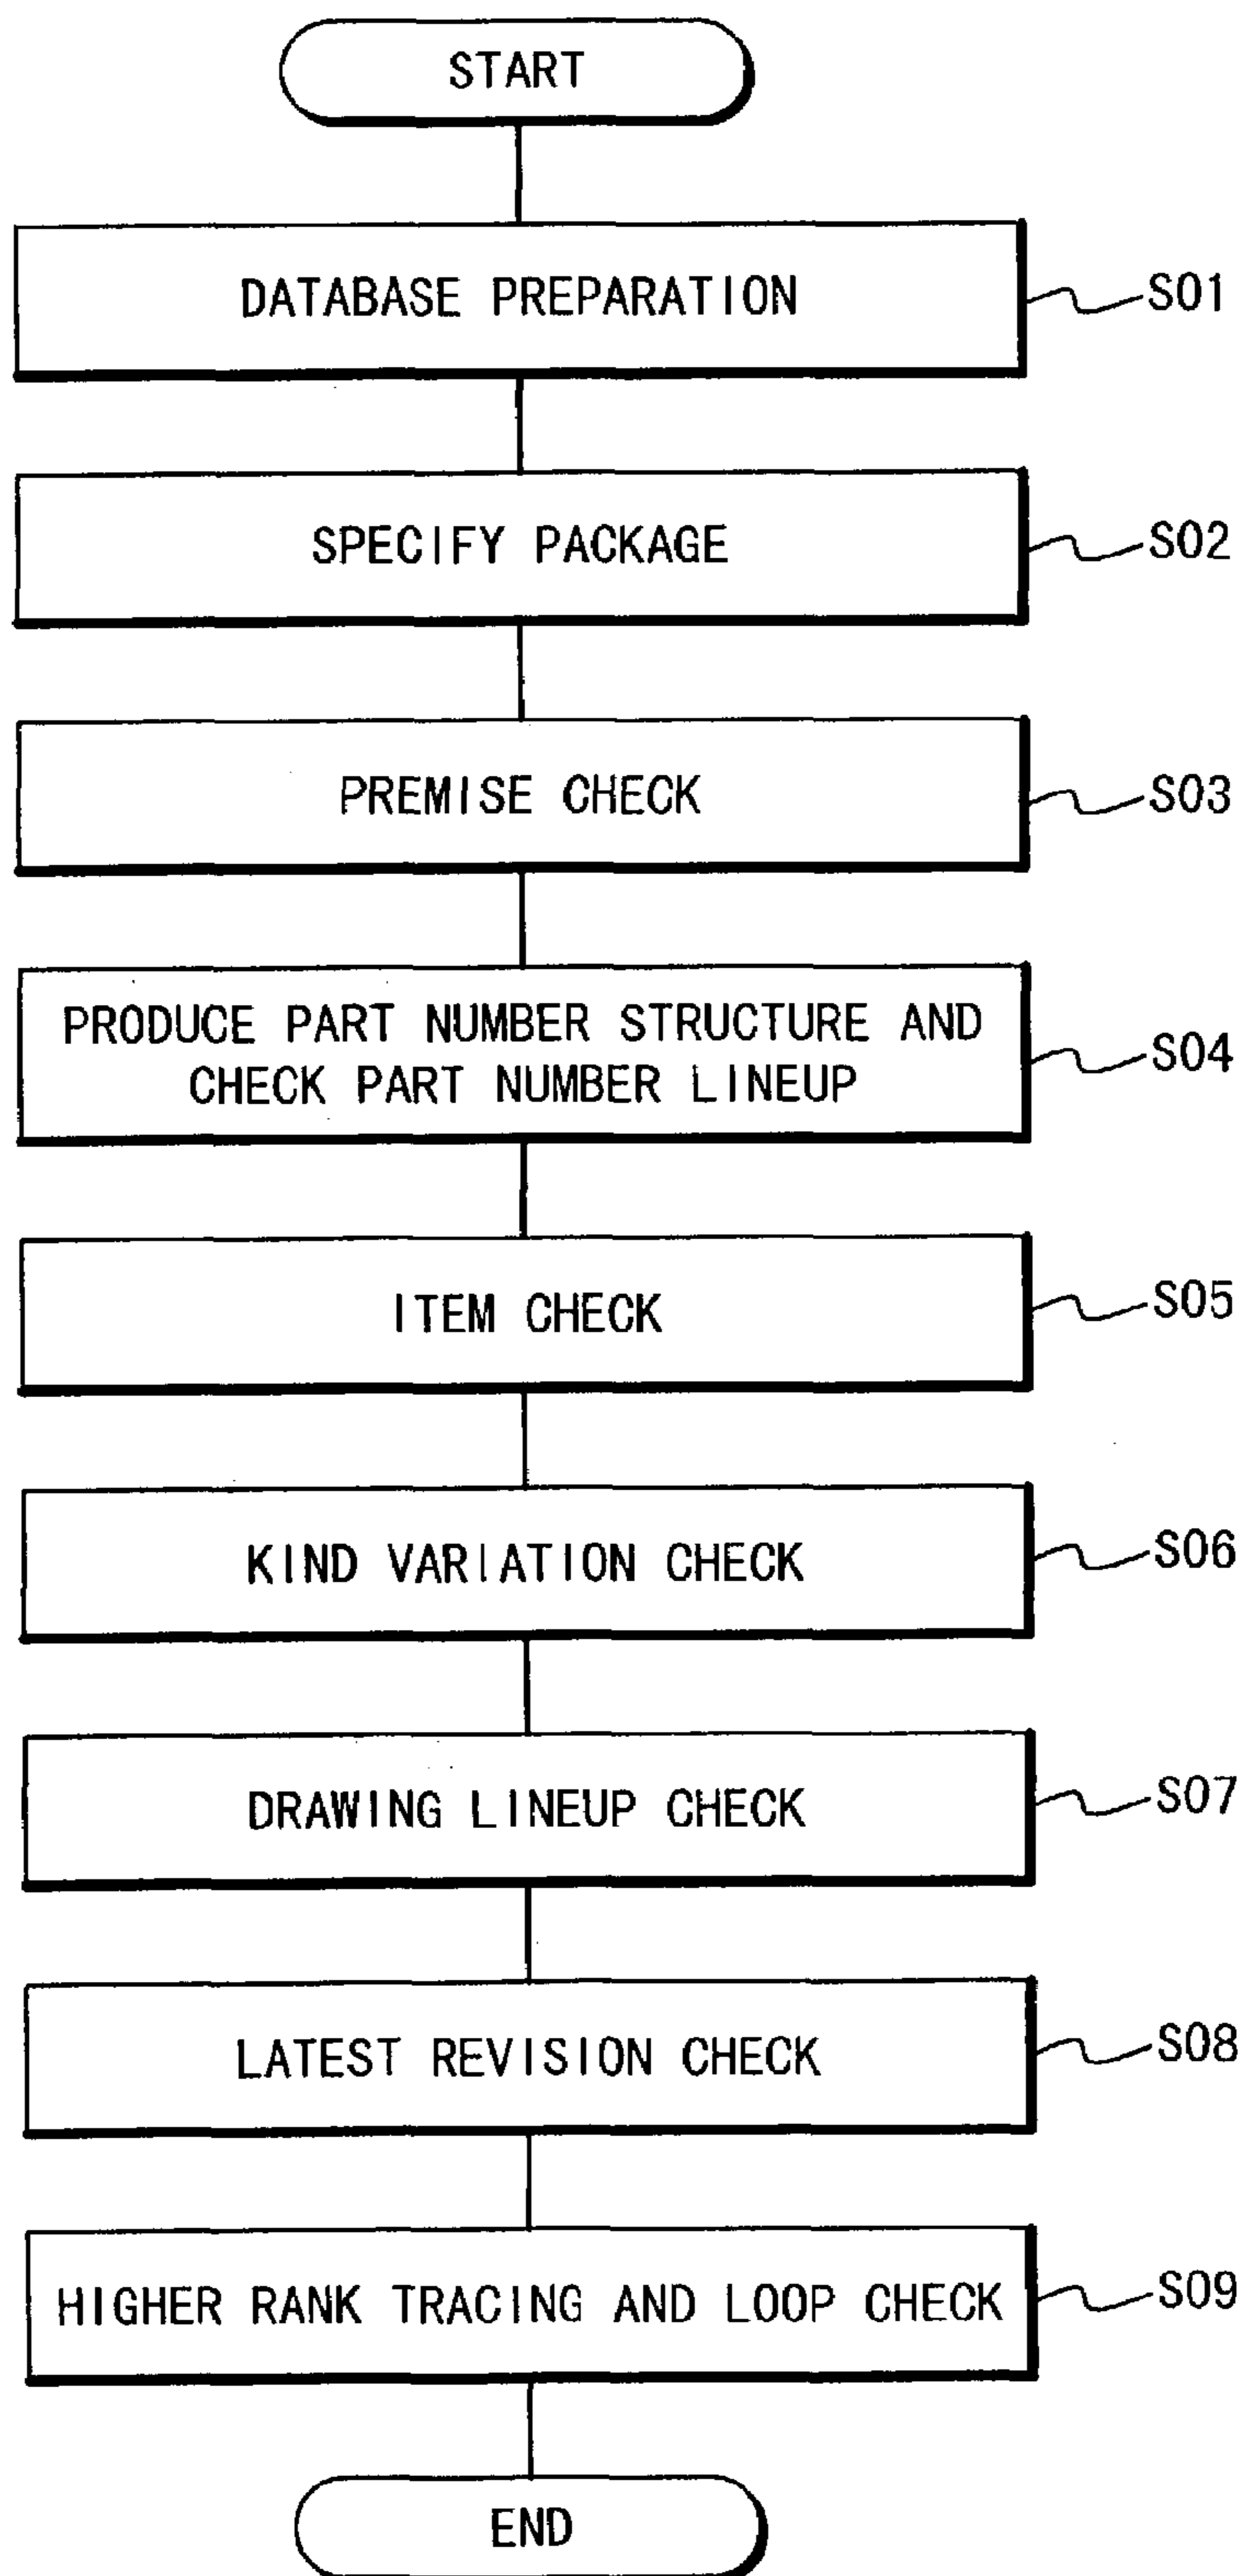 START
DATABASE PREPARATION
S01
SPECIFY PACKAGE
S02
PREMISE CHECK
S03
PRODUCE PART NUMBER STRUCTURE AND
CHECK PART NUMBER LINEUP
S04
ITEM CHECK
S05
KIND VARIATION CHECK
S06
DRAWING LINEUP CHECK
S07
LATEST REVISION CHECK
S08
HIGHER RANK TRACING AND LOOP CHECK
S09
END